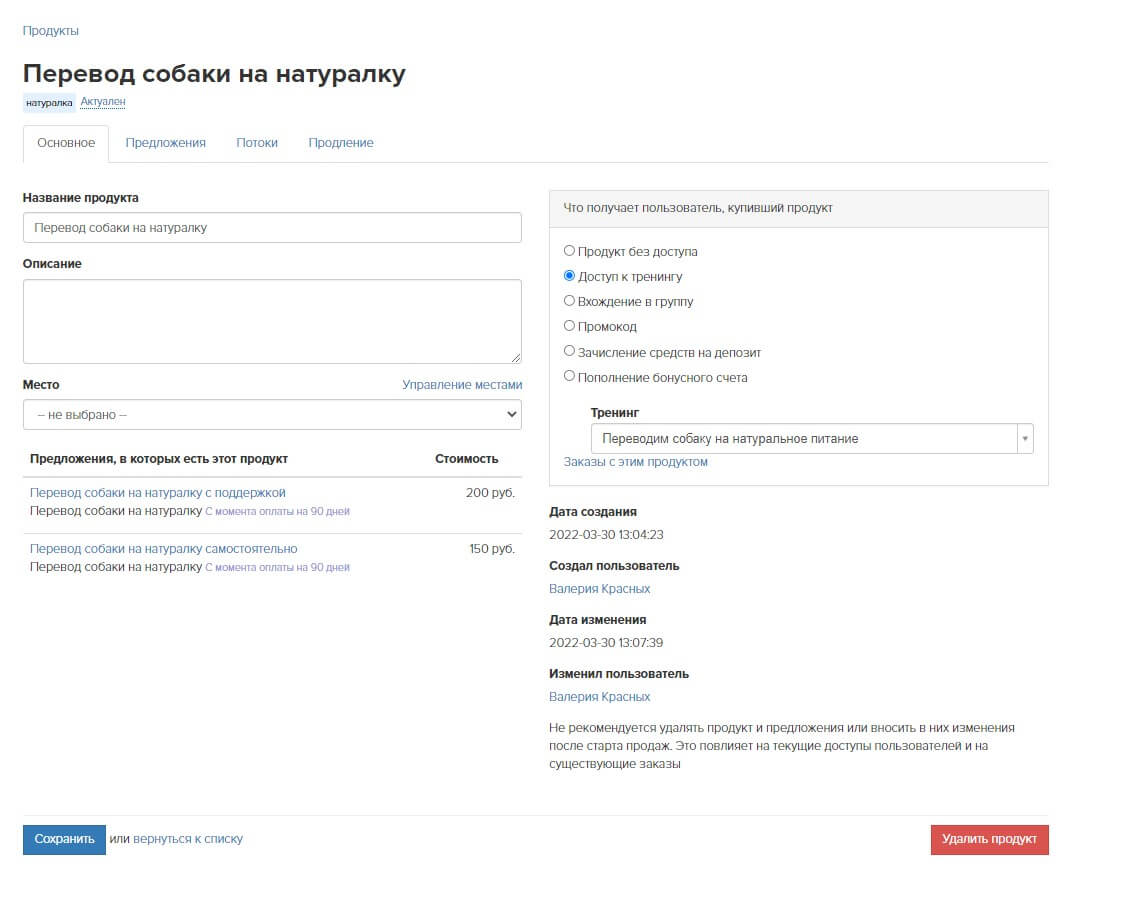 Продукты
Перевод собаки на натуралку
натуралка Актуален
Основное Предложения Потоки Продление
Название продукта
Перевод собаки на натуралку
Описание
Место Управление местами
-- не выбрано --
Предложения, в которых есть этот продукт Стоимость
Перевод собаки на натуралку с поддержкой 200 руб.
Перевод собаки на натуралку С момента оплаты на 90 дней
Перевод собаки на натуралку самостоятельно 150 руб.
Перевод собаки на натуралку С момента оплаты на 90 дней
Что получает пользователь, купивший продукт
Продукт без доступа
Доступ к тренингу
Вхождение в группу
Промокод
Зачисление средств на депозит
Пополнение бонусного счета
Тренинг
Переводим собаку на натуральное питание
Заказы с этим продуктом
Дата создания
2022-03-30 13:04:23
Создал пользователь
Валерия Красных
Дата изменения
2022-03-30 13:07:39
Изменил пользователь
Валерия Красных
Не рекомендуется удалять продукт и предложения или вносить в них изменения
после старта продаж. Это повлияет на текущие доступы пользователей и на
существующие заказы
Сохранить или вернуться к списку Удалить продукт